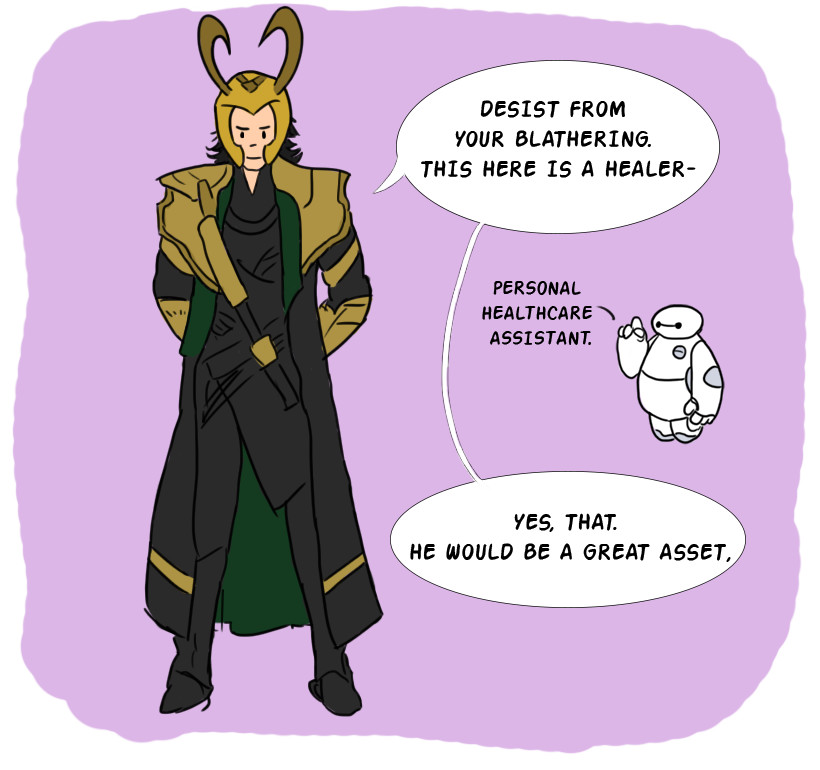 DESIST FROM
YOUR BLATHERING.
THIS HERE IS A HEALER-
PERSONAL
HEALTHCARE
ASSISTANT.
YES, THAT.
HE WOULD BE A GREAT ASSET,